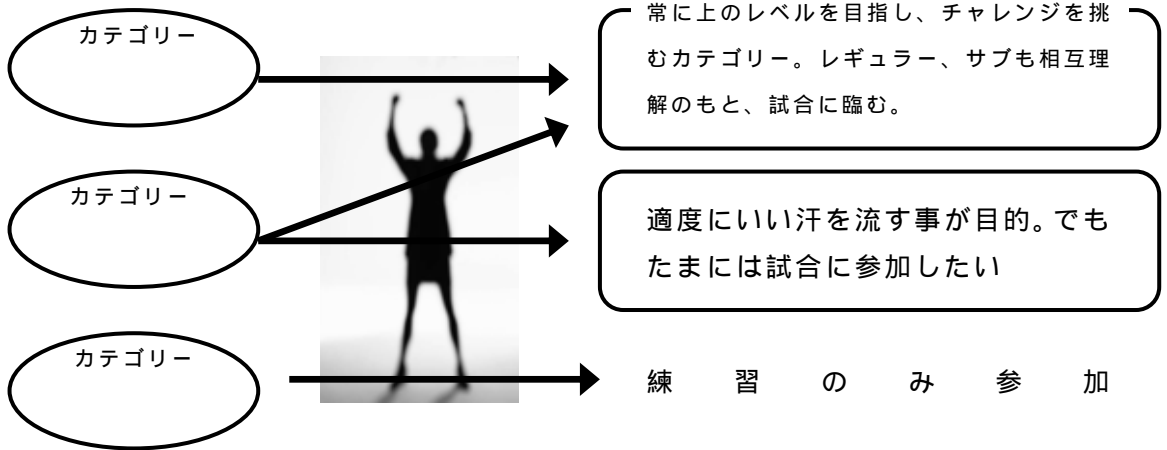 カテゴリー
常に上のレベルを目指し、チャレンジを挑
むカテゴリー。レギュラー、サブも相互理
解のもと、試合に臨む。
カテゴリー
適度にいい汗を流す事が目的。でも
たまには試合に参加したい
カテゴリー
練習のみ参加